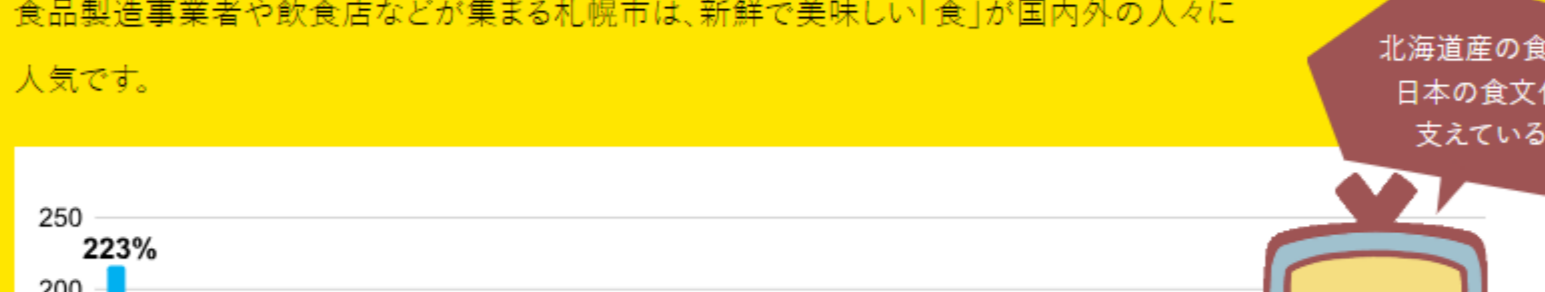 食品製造事業者や飲食店などが集まる札幌市は、新鮮で美味しい「食」が国内外の人々に
人気です。
北海道産の食
日本の食文化
支えている
250
223%
200